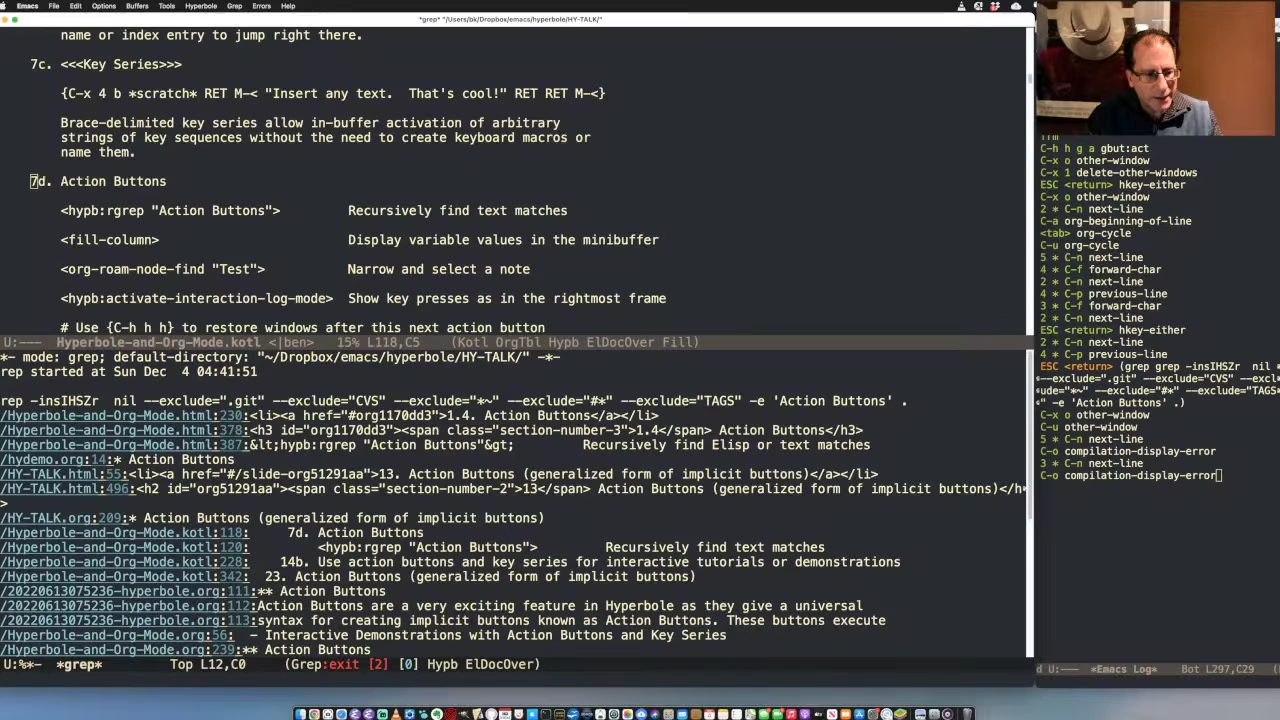 Emacs File Edit Options Buffers Tools Hyperbole Grep Errors Help
*grep* "/Users/bk/Dropbox/emacs/hyperbole/HY-TALK/"
name or index entry to jump right there.
7c. <<<Key Series>>>
{C-x 4 b *scratch* RET M-< "Insert any text.  That's cool!" RET RET M-<}
Brace-delimited key series allow in-buffer activation of arbitrary
strings of key sequences without the need to create keyboard macros or
name them.
7d. Action Buttons
<hypb:rgrep "Action Buttons"> Recursively find text matches
<fill-column> Display variable values in the minibuffer
<org-roam-node-find "Test"> Narrow and select a note
<hypb:activate-interaction-log-mode> Show key presses as in the rightmost frame
# Use {C-h h h} to restore windows after this next action button
U:--- Hyperbole-and-Org-Mode.kotl <|ben> 15% L118,C5 (Kotl OrgTbl Hypb ElDocOver Fill)
*- mode: grep; default-directory: "~/Dropbox/emacs/hyperbole/HY-TALK/" -*-
rep started at Sun Dec  4 04:41:51
rep -insIHSZr  nil --exclude=".git" --exclude="CVS" --exclude="*~" --exclude="#*" --exclude="TAGS" -e 'Action Buttons' .
/Hyperbole-and-Org-Mode.html:230:<li><a href="#org1170dd3">1.4. Action Buttons</a></li>
/Hyperbole-and-Org-Mode.html:378:<h3 id="org1170dd3"><span class="section-number-3">1.4</span> Action Buttons</h3>
/Hyperbole-and-Org-Mode.html:387:&lt;hypb:rgrep "Action Buttons"&gt; Recursively find Elisp or text matches
/hydemo.org:14:* Action Buttons
/HY-TALK.html:55:<li><a href="#/slide-org51291aa">13. Action Buttons (generalized form of implicit buttons)</a></li>
/HY-TALK.html:496:<h2 id="org51291aa"><span class="section-number-2">13</span> Action Buttons (generalized form of implicit buttons)</h
>
/HY-TALK.org:209:* Action Buttons (generalized form of implicit buttons)
/Hyperbole-and-Org-Mode.kotl:118: 7d. Action Buttons
/Hyperbole-and-Org-Mode.kotl:120: <hypb:rgrep "Action Buttons"> Recursively find text matches
/Hyperbole-and-Org-Mode.kotl:228: 14b. Use action buttons and key series for interactive tutorials or demonstrations
/Hyperbole-and-Org-Mode.kotl:342: 23. Action Buttons (generalized form of implicit buttons)
/20220613075236-hyperbole.org:111:** Action Buttons
/20220613075236-hyperbole.org:112:Action Buttons are a very exciting feature in Hyperbole as they give a universal
/20220613075236-hyperbole.org:113:syntax for creating implicit buttons known as Action Buttons. These buttons execute
/Hyperbole-and-Org-Mode.org:56: - Interactive Demonstrations with Action Buttons and Key Series
/Hyperbole-and-Org-Mode.org:239:** Action Buttons
U:%*- *grep* Top L12,C0 (Grep:exit [2] [0] Hypb ElDocOver)
C-h h g a gbut:act
C-x o other-window
C-x 1 delete-other-windows
ESC <return> hkey-either
C-x o other-window
2 * C-n next-line
C-a org-beginning-of-line
<tab> org-cycle
C-u org-cycle
5 * C-n next-line
4 * C-f forward-char
2 * C-n next-line
4 * C-p previous-line
3 * C-f forward-char
2 * C-n next-line
ESC <return> hkey-either
2 * C-n next-line
4 * C-p previous-line
ESC <return> (grep grep -insIHSZr  nil
--exclude=".git" --exclude="CVS" --excl
"*~" --exclude="#*" --exclude="TAGS
" -e 'Action Buttons' .)
C-x o other-window
C-u other-window
5 * C-n next-line
C-o compilation-display-error
3 * C-n next-line
C-o compilation-display-error
U:--- *Emacs Log* Bot L297,C29